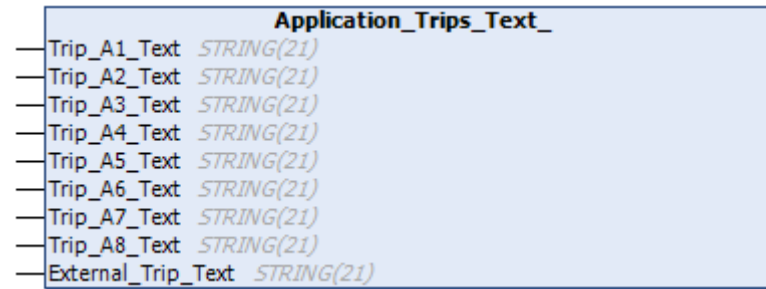 Application_Trips_Text_
Trip_A1_Text STRING(21)
Trip_A2_Text STRING(21)
Trip_A3_Text STRING(21)
Trip_A4_Text STRING(21)
Trip_A5_Text STRING(21)
Trip_A6_Text STRING(21)
Trip_A7_Text STRING(21)
Trip_A8_Text STRING(21)
External_Trip_Text STRING(21)